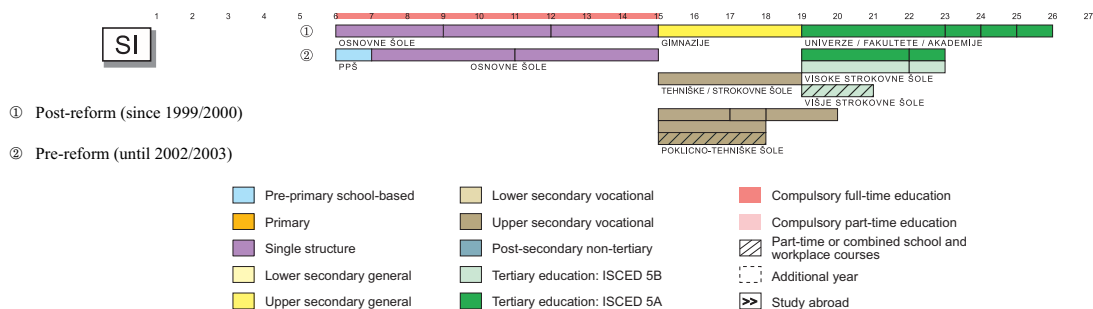 1 2 3 4 5 6 7 8 9 10 11 12 13 14 15 16 17 18 19 20 21 22 23 24 25 26 27
SI
①
OSNOVNE ŠOLE GIMNAZIJE UNIVERZE / FAKULTETE / AKADEMIJE
②
PPŠ OSNOVNE ŠOLE VISOKE STROKOVNE ŠOLE
TEHNIŠKE / STROKOVNE ŠOLE
VIŠJE STROKOVNE ŠOLE
POKLICNO-TEHNIŠKE ŠOLE
① Post-reform (since 1999/2000)
② Pre-reform (until 2002/2003)
Pre-primary school-based
Primary
Single structure
Lower secondary general
Upper secondary general
Lower secondary vocational
Upper secondary vocational
Post-secondary non-tertiary
Tertiary education: ISCED 5B
Tertiary education: ISCED 5A
Compulsory full-time education
Compulsory part-time education
Part-time or combined school and
workplace courses
Additional year
>> Study abroad